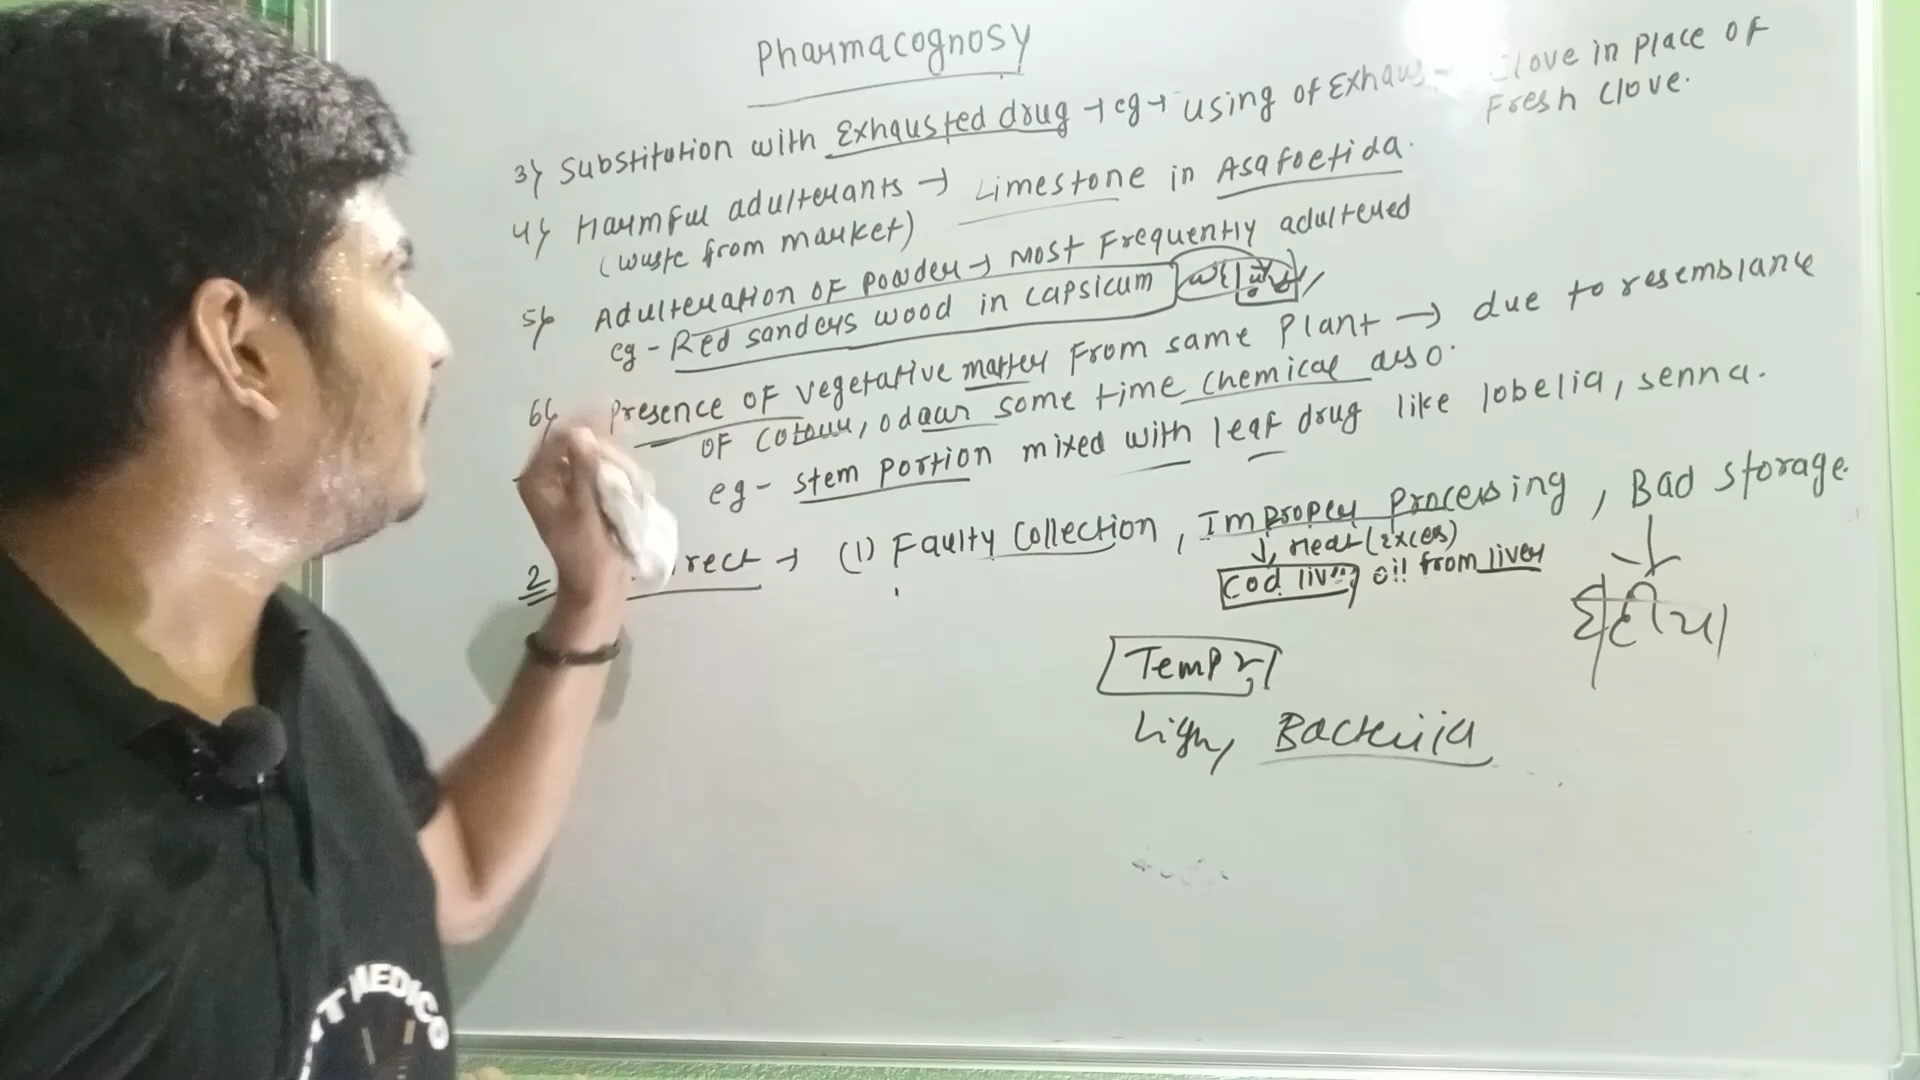 Pharmacognosy
3) Substitution with Exhausted drug → eg → using of Exhaus Clove in place of
Fresh clove.
4) Harmful adulterants → Limestone in Asafoetida.
(waste from market)
5) Adulteration of powder → Most Frequently adultered
eg - Red sanders wood in capsicum
6) Presence of vegetative matter From same Plant → due to resemblance
of colour, odour some time chemical also.
eg - stem portion mixed with leaf drug like lobelia, senna.
2 rect → (1) Faulty Collection, Improper processing, Bad storage.
↓, Heat (Exces)
Cod liver oil from liver
Temp
Ligh, Bacteria
T MEDICO